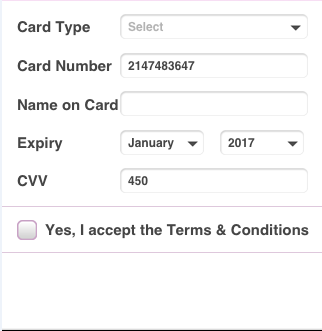 Card Type Select
Card Number 2147483647
Name on Card
Expiry January 2017
CVV 450
Yes, I accept the Terms & Conditions